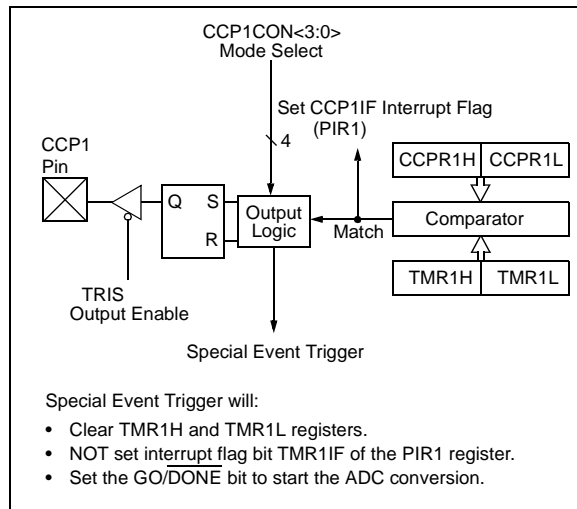 CCP1CON<3:0>
Mode Select
Set CCP1IF Interrupt Flag
(PIR1)
4
CCP1
Pin
CCPR1H CCPR1L
Q S
R
Output
Logic
Match
Comparator
TRIS
Output Enable
TMR1H TMR1L
Special Event Trigger
Special Event Trigger will:
• Clear TMR1H and TMR1L registers.
• NOT set interrupt flag bit TMR1IF of the PIR1 register.
• Set the GO/DONE bit to start the ADC conversion.